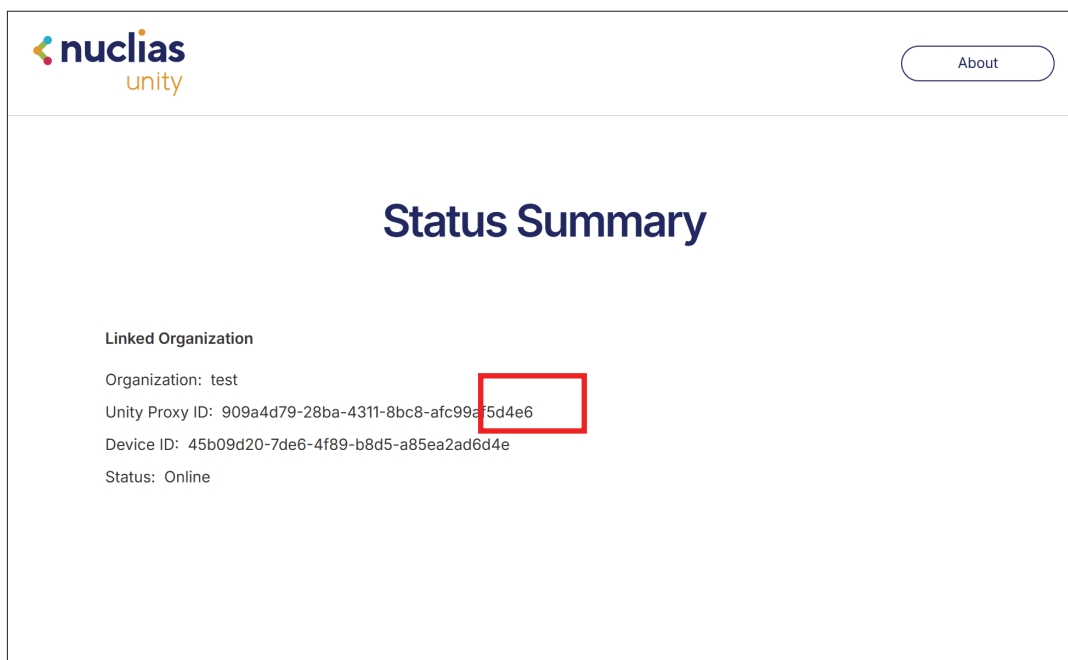 nuclias
unity
About
Status Summary
Linked Organization
Organization: test
Unity Proxy ID: 909a4d79-28ba-4311-8bc8-afc99af5d4e6
Device ID: 45b09d20-7de6-4f89-b8d5-a85ea2ad6d4e
Status: Online